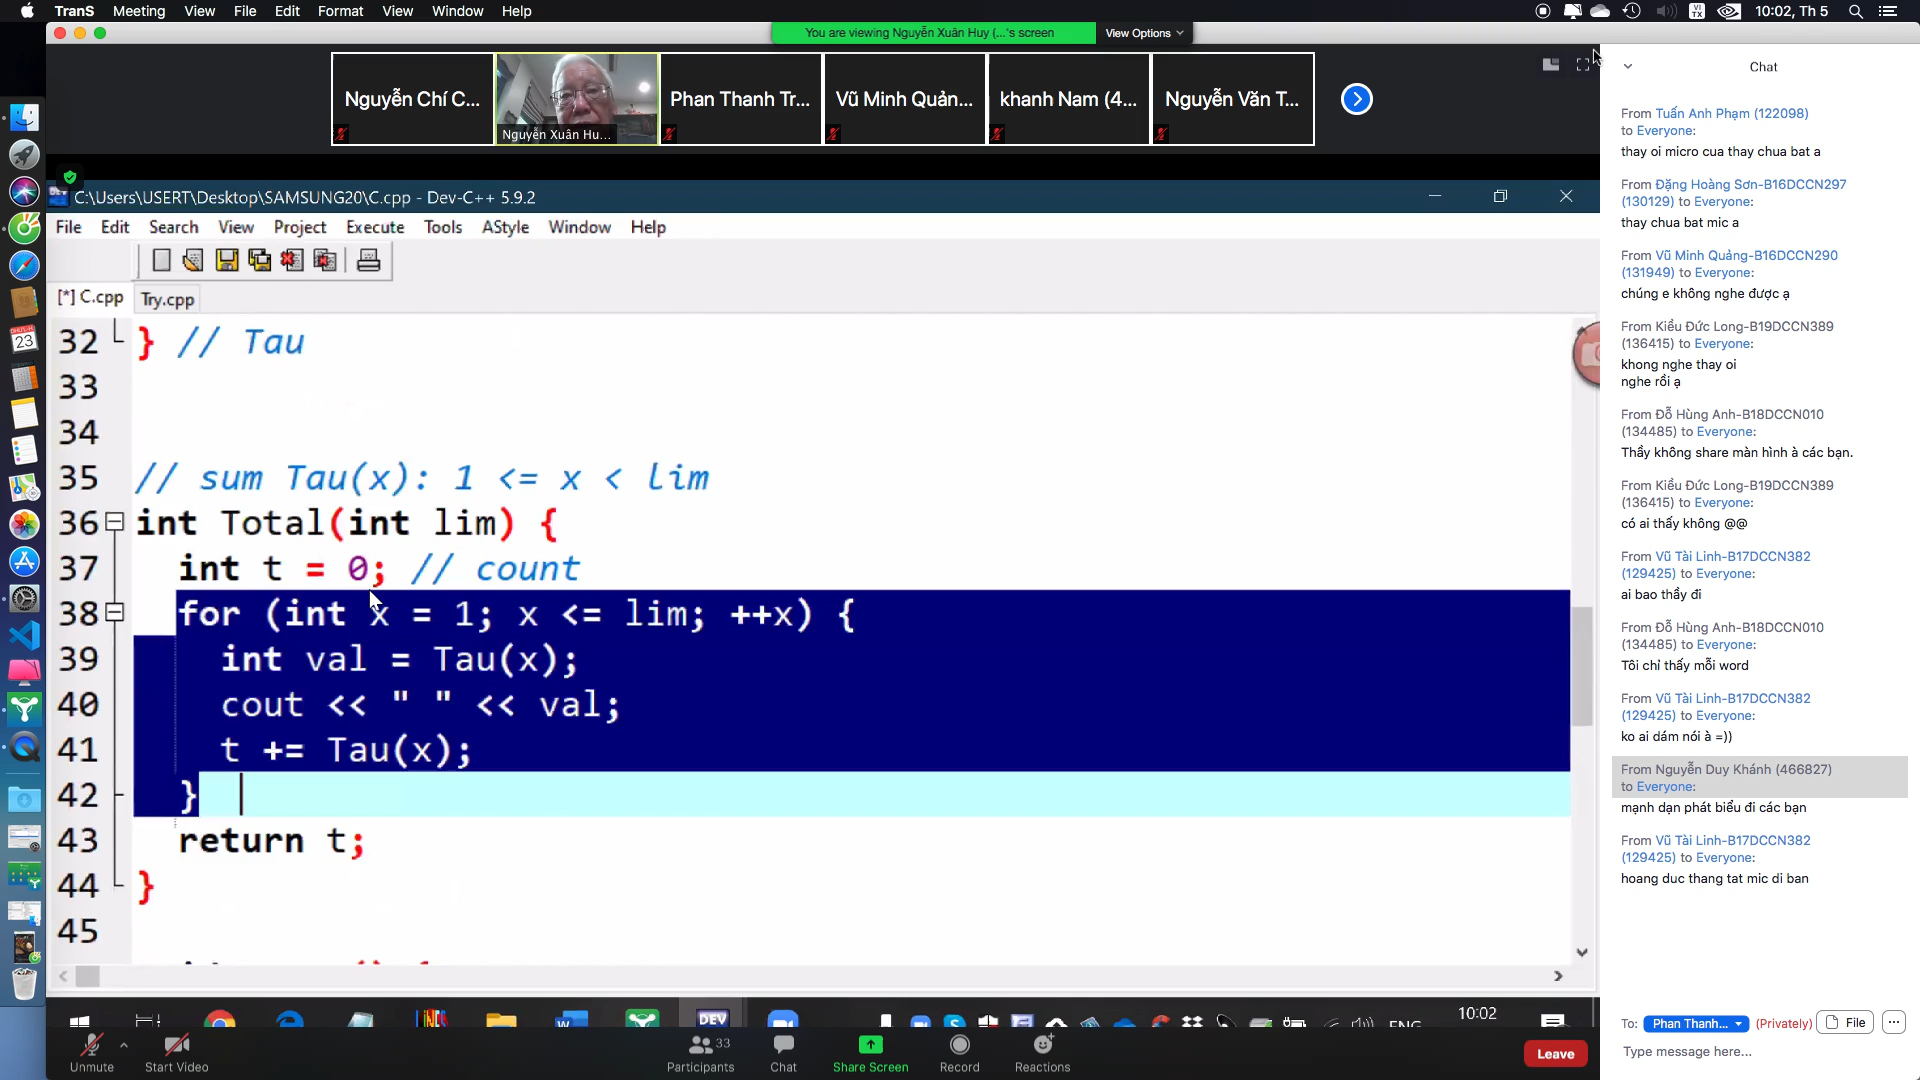 TranS Meeting View File Edit Format View Window Help
10:02, Th 5
You are viewing Nguyễn Xuân Huy (...'s screen
View Options
Nguyễn Chí C...
Nguyễn Xuân Hu...
Phan Thanh Tr...
Vũ Minh Quản...
khanh Nam (4...
Nguyễn Văn T...
C:\Users\USERT\Desktop\SAMSUNG20\C.cpp - Dev-C++ 5.9.2
File Edit Search View Project Execute Tools AStyle Window Help
[*] C.cpp Try.cpp
32 } // Tau
33
34
35 // sum Tau(x): 1 <= x < lim
36 int Total(int lim) {
37 int t = 0; // count
38 for (int x = 1; x <= lim; ++x) {
39 int val = Tau(x);
40 cout << " " << val;
41 t += Tau(x);
42 }
43 return t;
44 }
45
DEV
ENG
10:02
Unmute
Start Video
Participants 33
Chat
Share Screen
Record
Reactions
Leave
Chat
From Tuấn Anh Phạm (122098)
to Everyone:
thay oi micro cua thay chua bat a
From Đặng Hoàng Sơn-B16DCCN297
(130129) to Everyone:
thay chua bat mic a
From Vũ Minh Quảng-B16DCCN290
(131949) to Everyone:
chúng e không nghe được ạ
From Kiều Đức Long-B19DCCN389
(136415) to Everyone:
khong nghe thay oi
nghe rồi ạ
From Đỗ Hùng Anh-B18DCCN010
(134485) to Everyone:
Thầy không share màn hình à các bạn.
From Kiều Đức Long-B19DCCN389
(136415) to Everyone:
có ai thấy không @@
From Vũ Tài Linh-B17DCCN382
(129425) to Everyone:
ai bao thầy đi
From Đỗ Hùng Anh-B18DCCN010
(134485) to Everyone:
Tôi chỉ thấy mỗi word
From Vũ Tài Linh-B17DCCN382
(129425) to Everyone:
ko ai dám nói à =))
From Nguyễn Duy Khánh (466827)
to Everyone:
mạnh dạn phát biểu đi các bạn
From Vũ Tài Linh-B17DCCN382
(129425) to Everyone:
hoang duc thang tat mic di ban
To: Phan Thanh... (Privately) File
Type message here...